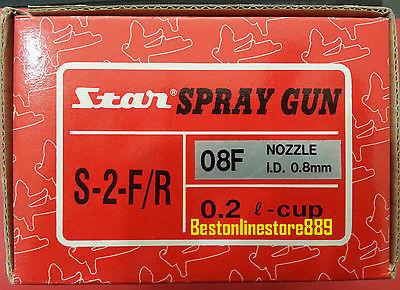 Star® SPRAY GUN
S-2-F/R
08F NOZZLE
I.D. 0.8mm
0.2 ℓ-cup
Bestonlinestore889